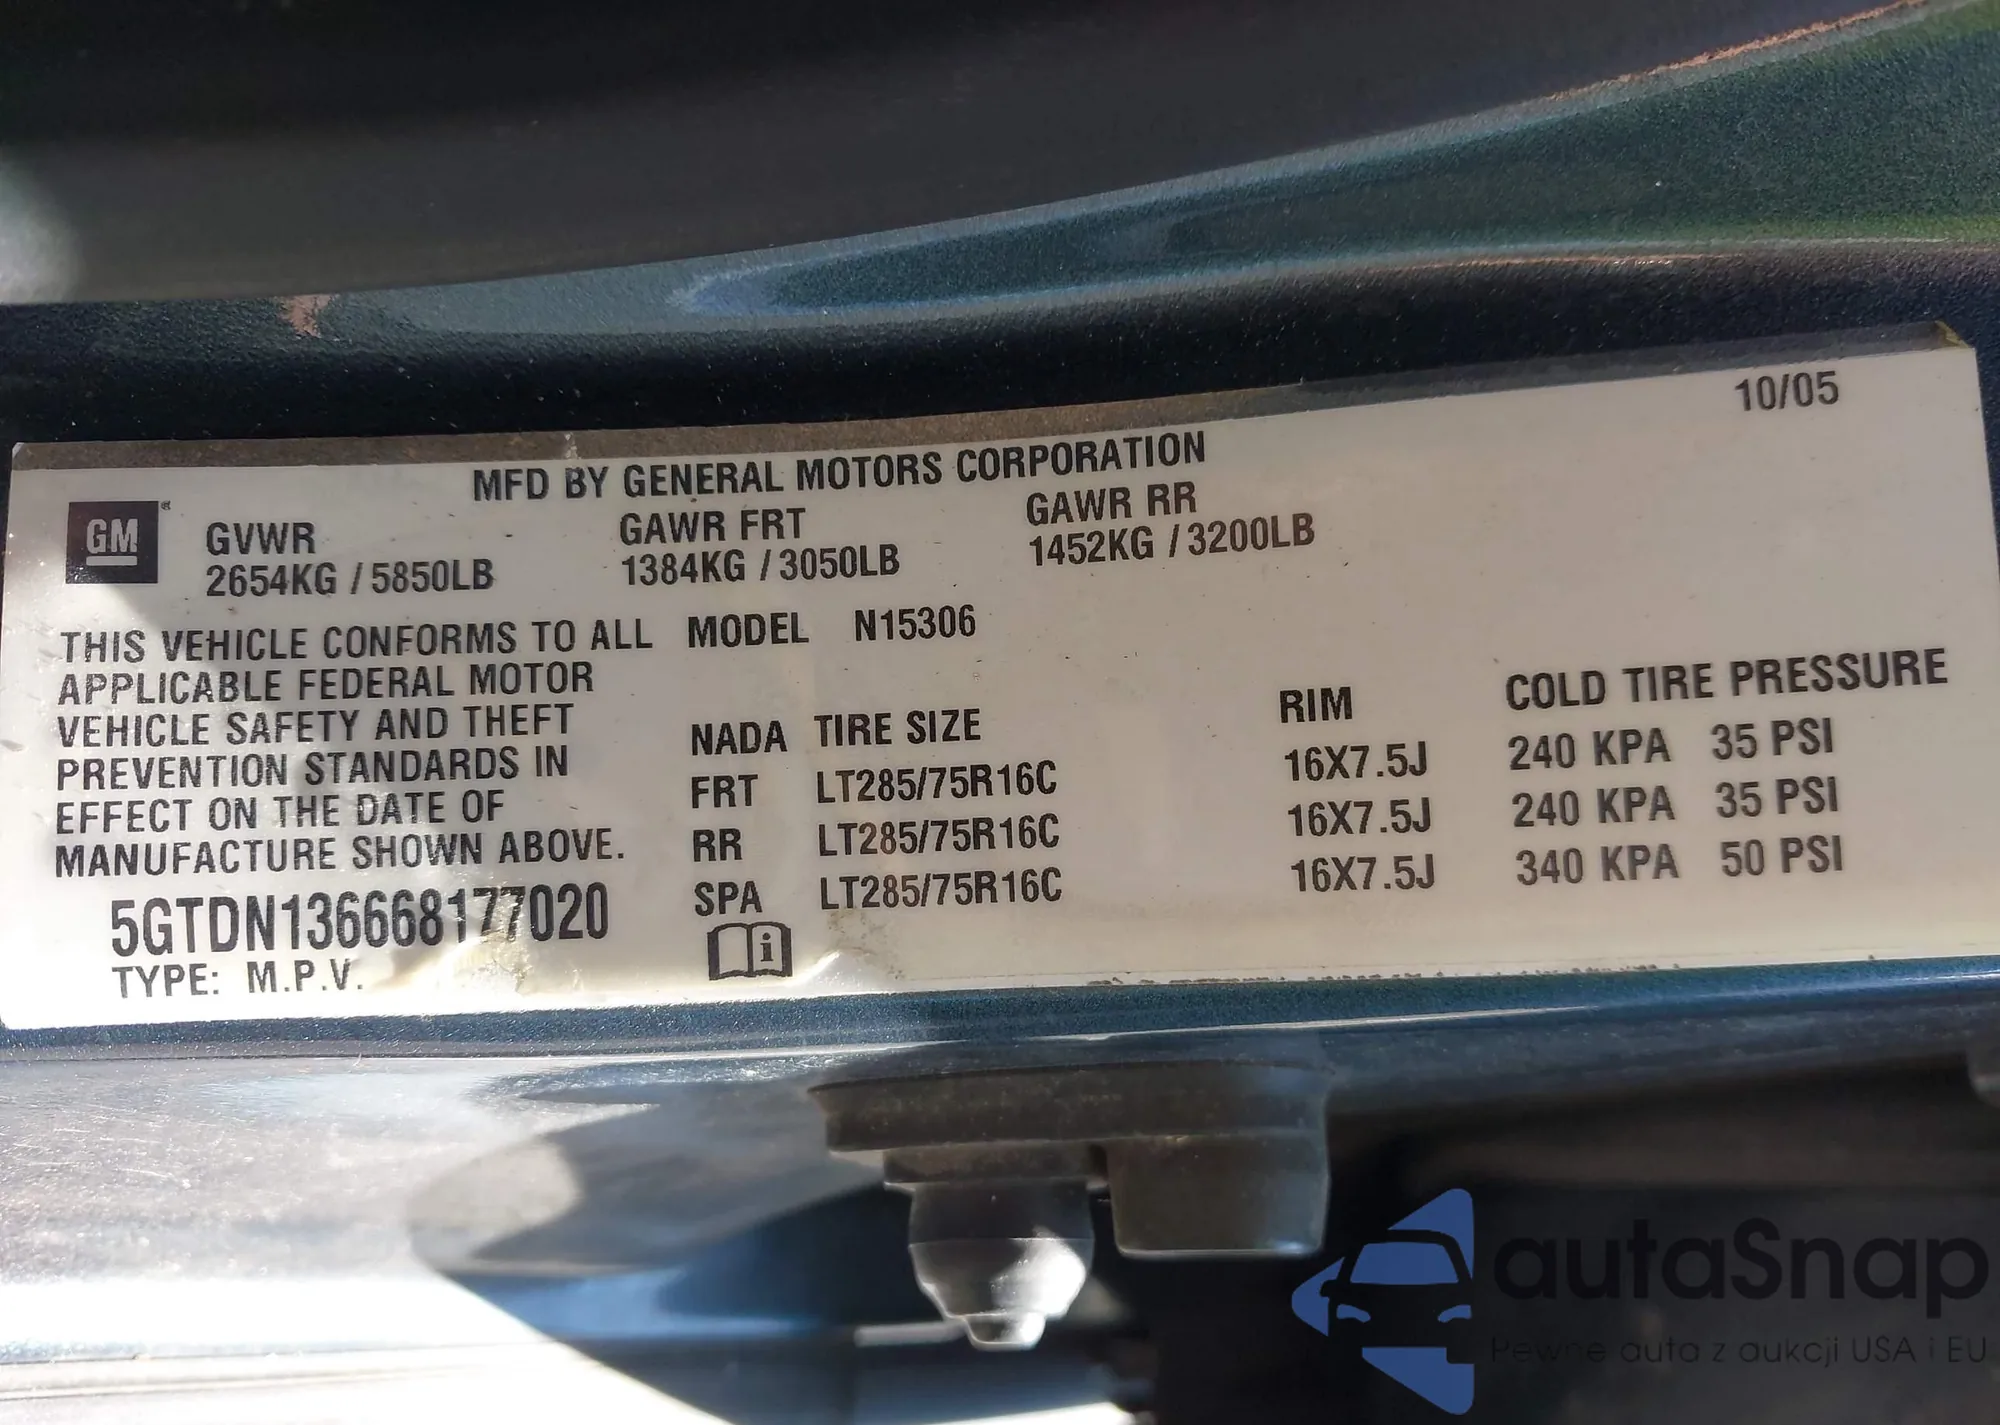 10/05
MFD BY GENERAL MOTORS CORPORATION
GM
GVWR GAWR FRT GAWR RR
2654KG / 5850LB 1384KG / 3050LB 1452KG / 3200LB
THIS VEHICLE CONFORMS TO ALL
APPLICABLE FEDERAL MOTOR
VEHICLE SAFETY AND THEFT
PREVENTION STANDARDS IN
EFFECT ON THE DATE OF
MANUFACTURE SHOWN ABOVE.
5GTDN136668177020
TYPE: M.P.V.
MODEL N15306
NADA TIRE SIZE RIM COLD TIRE PRESSURE
FRT LT285/75R16C 16X7.5J 240 KPA 35 PSI
RR LT285/75R16C 16X7.5J 240 KPA 35 PSI
SPA LT285/75R16C 16X7.5J 340 KPA 50 PSI
autaSnap
Pewne auta z aukcji USA i EU